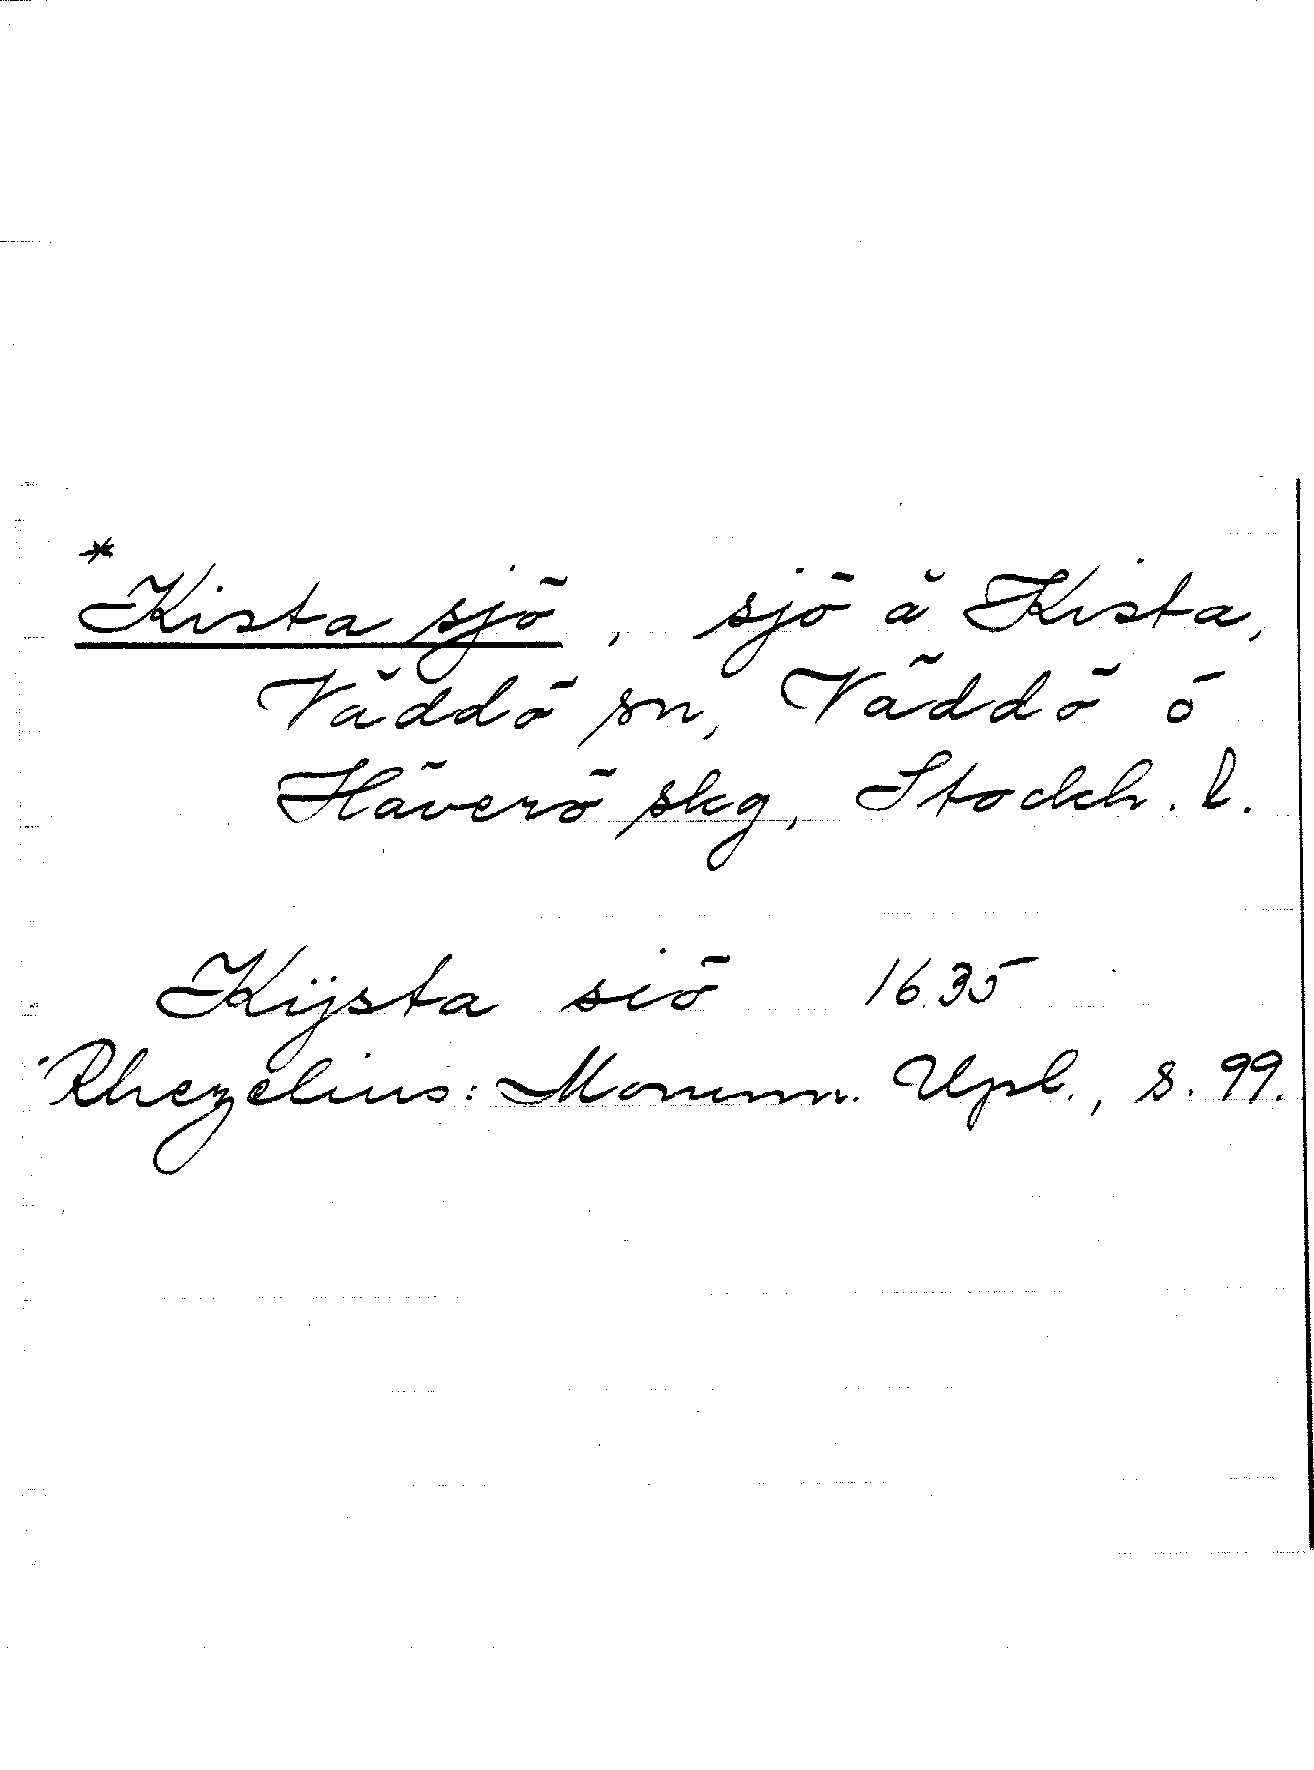 *
Kista sjö, sjö å Kista,
Väddö sn, Väddö o
Häverö skg, Stockh. l.
Kijsta siö 1635
Rhezelius: Monum. Upl., s. 99.